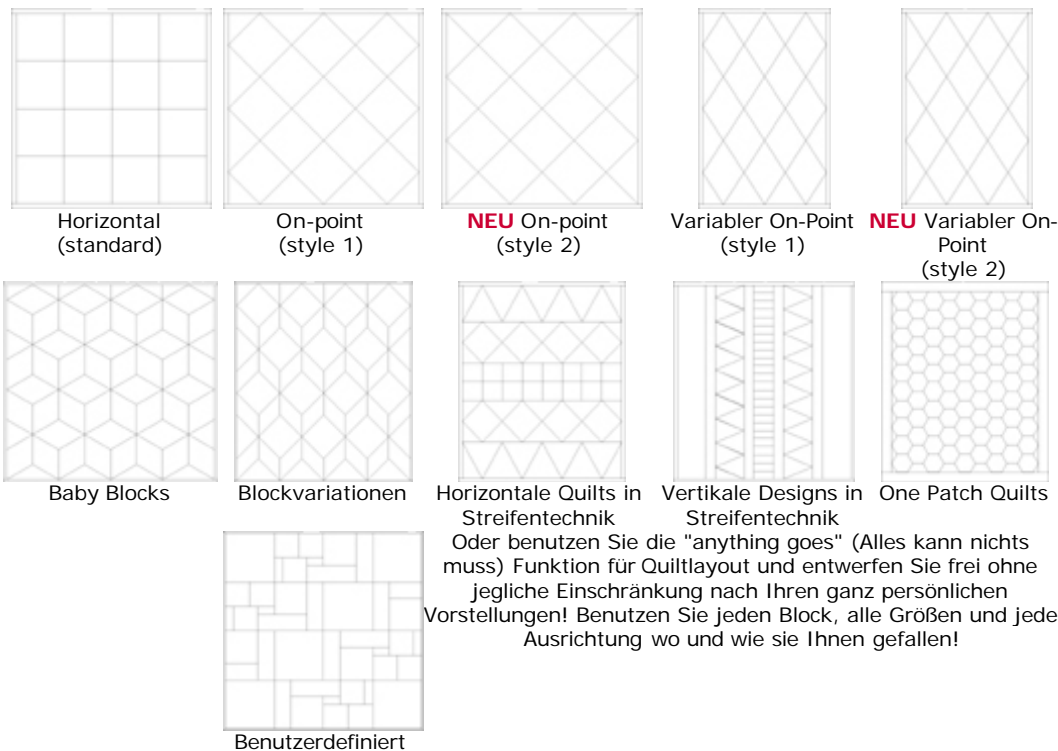 Horizontal
(standard)
On-point
(style 1)
NEU On-point
(style 2)
Variabler On-Point
(style 1)
NEU Variabler On-
Point
(style 2)
Baby Blocks
Blockvariationen
Horizontale Quilts in
Streifentechnik
Vertikale Designs in
Streifentechnik
One Patch Quilts
Benutzerdefiniert
Oder benutzen Sie die "anything goes" (Alles kann nichts
muss) Funktion für Quiltlayout und entwerfen Sie frei ohne
jegliche Einschränkung nach Ihren ganz persönlichen
Vorstellungen! Benutzen Sie jeden Block, alle Größen und jede
Ausrichtung wo und wie sie Ihnen gefallen!